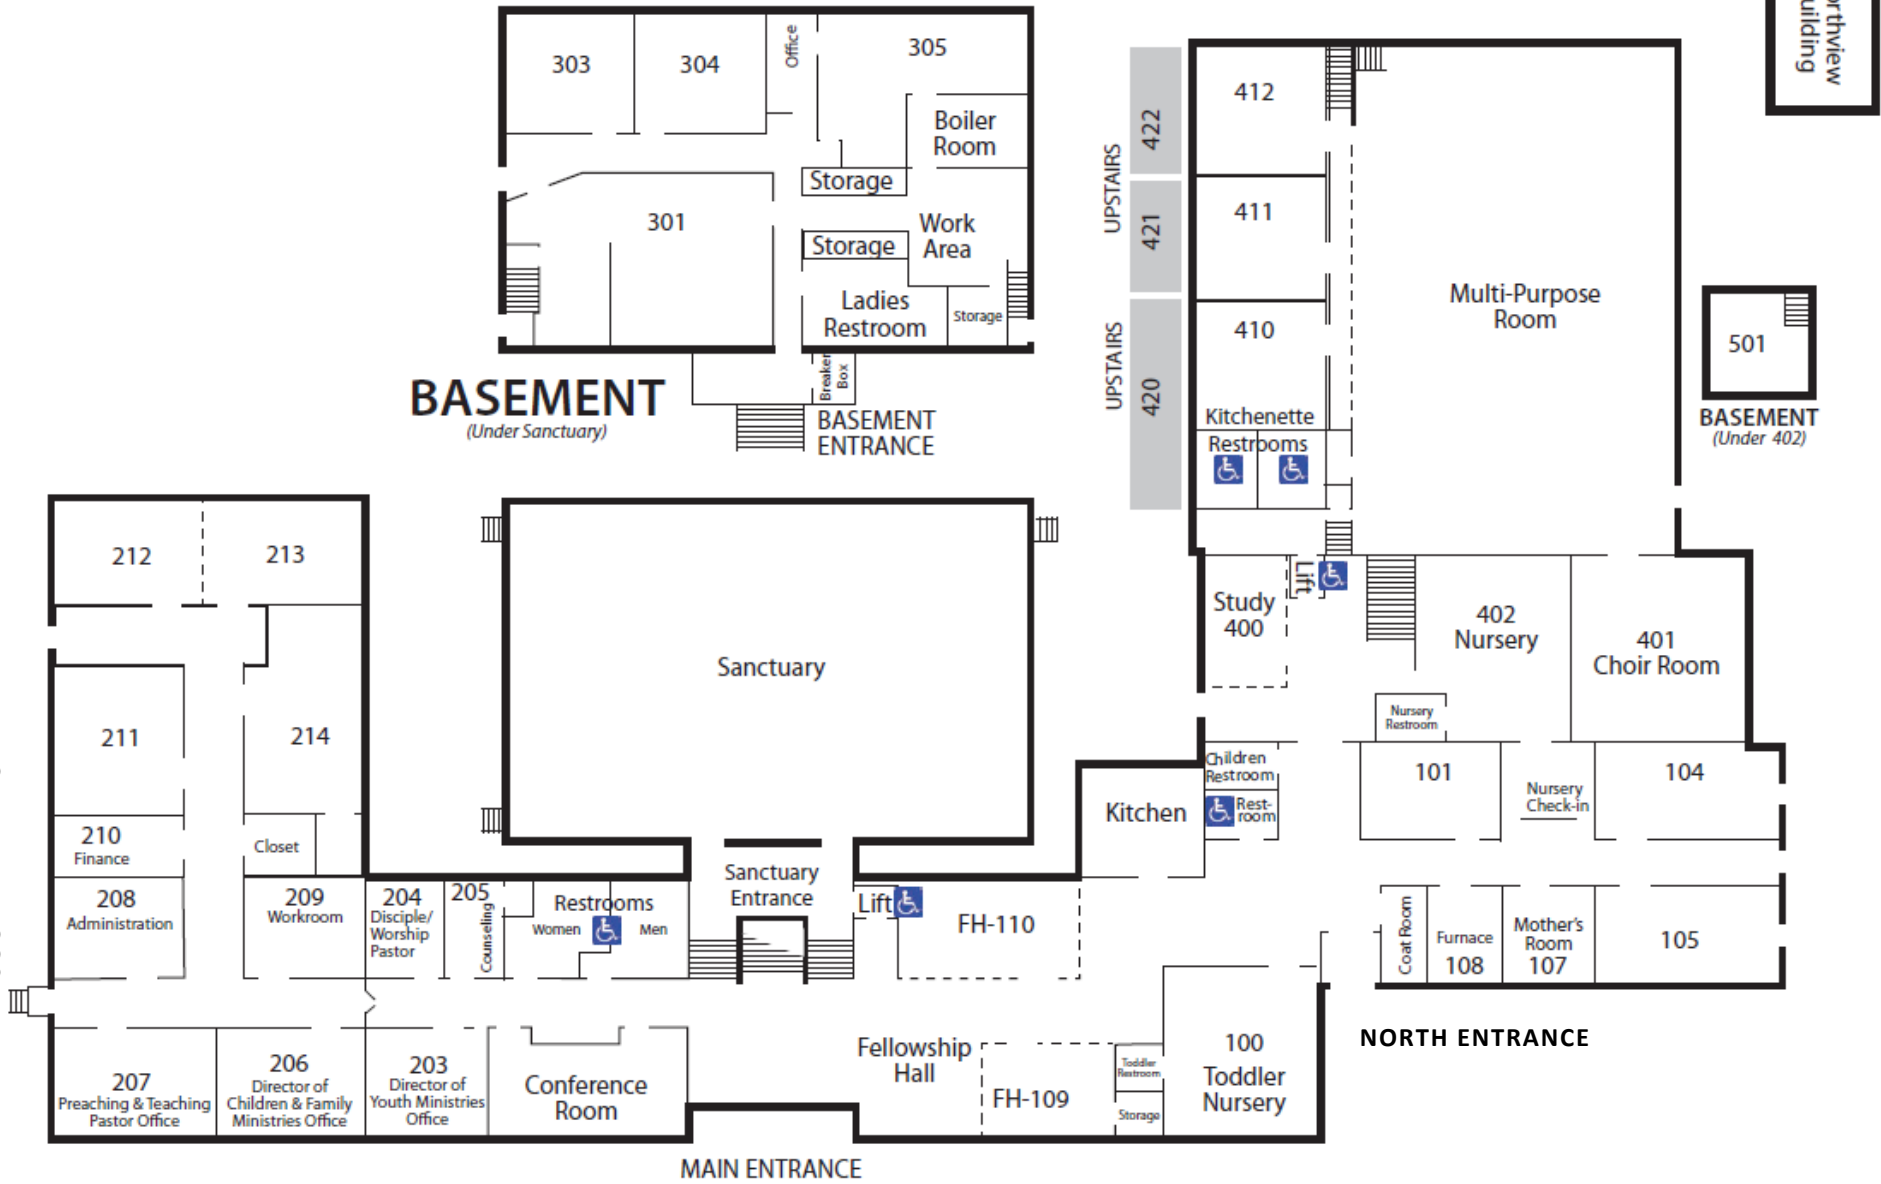 303
304
Office
305
Boiler
Room
Storage
301
Work
Area
Storage
Ladies
Restroom
Storage
Breaker
Box
BASEMENT
(Under Sanctuary)
BASEMENT
ENTRANCE
UPSTAIRS
422
421
UPSTAIRS
420
412
411
410
Kitchenette
Restrooms
Multi-Purpose
Room
501
BASEMENT
(Under 402)
212
213
211
214
210
Finance
Closet
208
Administration
209
Workroom
204
Disciple/
Worship
Pastor
205
Counseling
Restrooms
Women
Men
Sanctuary
Sanctuary
Entrance
Lift
FH-110
Kitchen
Children
Restroom
Rest-
room
Study
400
Lift
402
Nursery
401
Choir Room
Nursery
Restroom
101
Nursery
Check-in
104
Coat Room
Furnace
108
Mother's
Room
107
105
NORTH ENTRANCE
207
Preaching & Teaching
Pastor Office
206
Director of
Children & Family
Ministries Office
203
Director of
Youth Ministries
Office
Conference
Room
Fellowship
Hall
FH-109
Toddler
Restroom
Storage
100
Toddler
Nursery
MAIN ENTRANCE